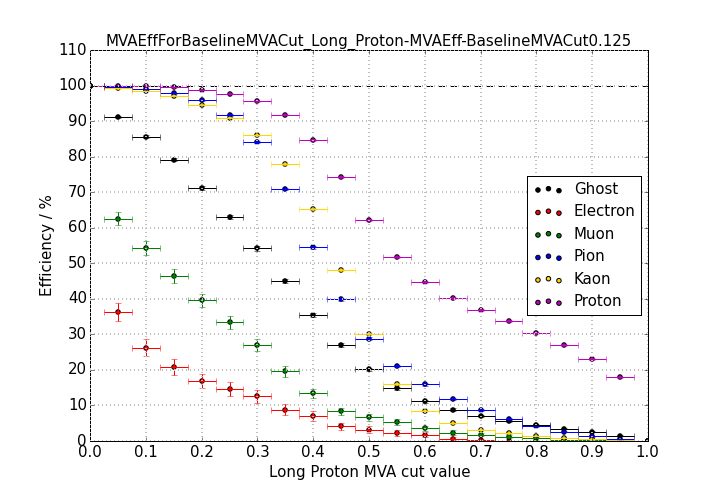 MVAEffForBaselineMVACut_Long_Proton-MVAEff-BaselineMVACut0.125
110
100
90
80
70
60
50
40
30
20
10
0
Efficiency / %
Ghost
Electron
Muon
Pion
Kaon
Proton
0.0 0.1 0.2 0.3 0.4 0.5 0.6 0.7 0.8 0.9 1.0
Long Proton MVA cut value